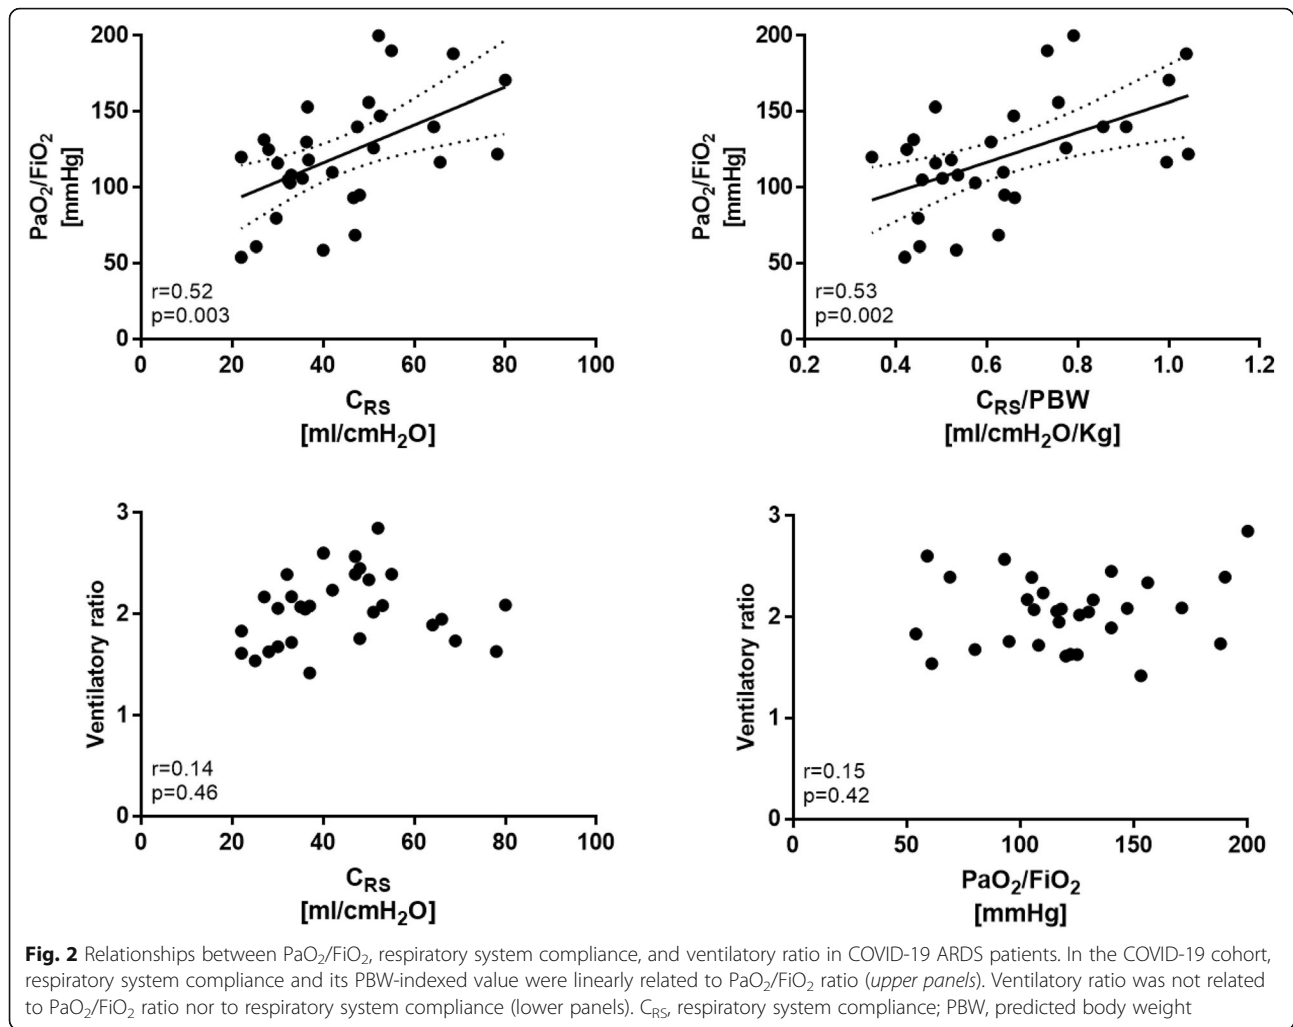 200
150
100
50
0
PaO2/FiO2
[mmHg]
r=0.52
p=0.003
0 20 40 60 80 100
CRS
[ml/cmH2O]
200
150
100
50
0
PaO2/FiO2
[mmHg]
r=0.53
p=0.002
0.2 0.4 0.6 0.8 1.0 1.2
CRS/PBW
[ml/cmH2O/Kg]
3
2
1
0
Ventilatory ratio
r=0.14
p=0.46
0 20 40 60 80 100
CRS
[ml/cmH2O]
3
2
1
0
Ventilatory ratio
r=0.15
p=0.42
0 50 100 150 200
PaO2/FiO2
[mmHg]
Fig. 2 Relationships between PaO2/FiO2, respiratory system compliance, and ventilatory ratio in COVID-19 ARDS patients. In the COVID-19 cohort,
respiratory system compliance and its PBW-indexed value were linearly related to PaO2/FiO2 ratio (upper panels). Ventilatory ratio was not related
to PaO2/FiO2 ratio nor to respiratory system compliance (lower panels). CRS, respiratory system compliance; PBW, predicted body weight